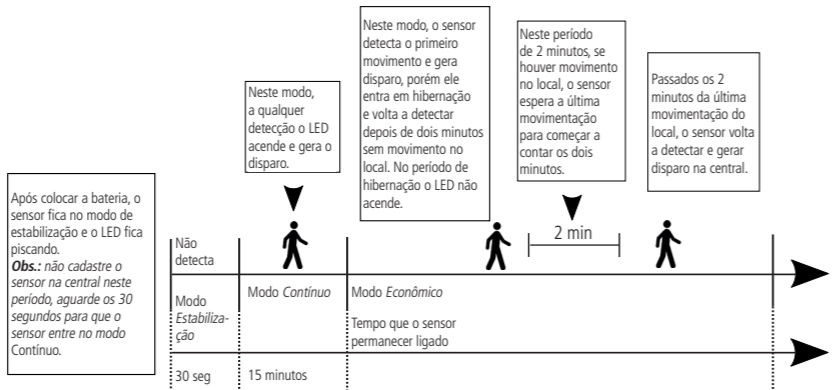 Após colocar a bateria, o
sensor fica no modo de
estabilização e o LED fica
piscando.
Obs.: não cadastre o
sensor na central neste
período, aguarde os 30
segundos para que o
sensor entre no modo
Contínuo.
Neste modo,
a qualquer
detecção o LED
acende e gera o
disparo.
Neste modo, o sensor
detecta o primeiro
movimento e gera
disparo, porém ele
entra em hibernação
e volta a detectar
depois de dois minutos
sem movimento no
local. No período de
hibernação o LED não
acende.
Neste período
de 2 minutos, se
houver movimento
no local, o sensor
espera a última
movimentação
para começar a
contar os dois
minutos.
Passados os 2
minutos da última
movimentação do
local, o sensor volta
a detectar e gerar
disparo na central.
2 min
Não
detecta
Modo
Estabiliza-
ção
Modo Contínuo
Modo Econômico
Tempo que o sensor
permanecer ligado
30 seg
15 minutos